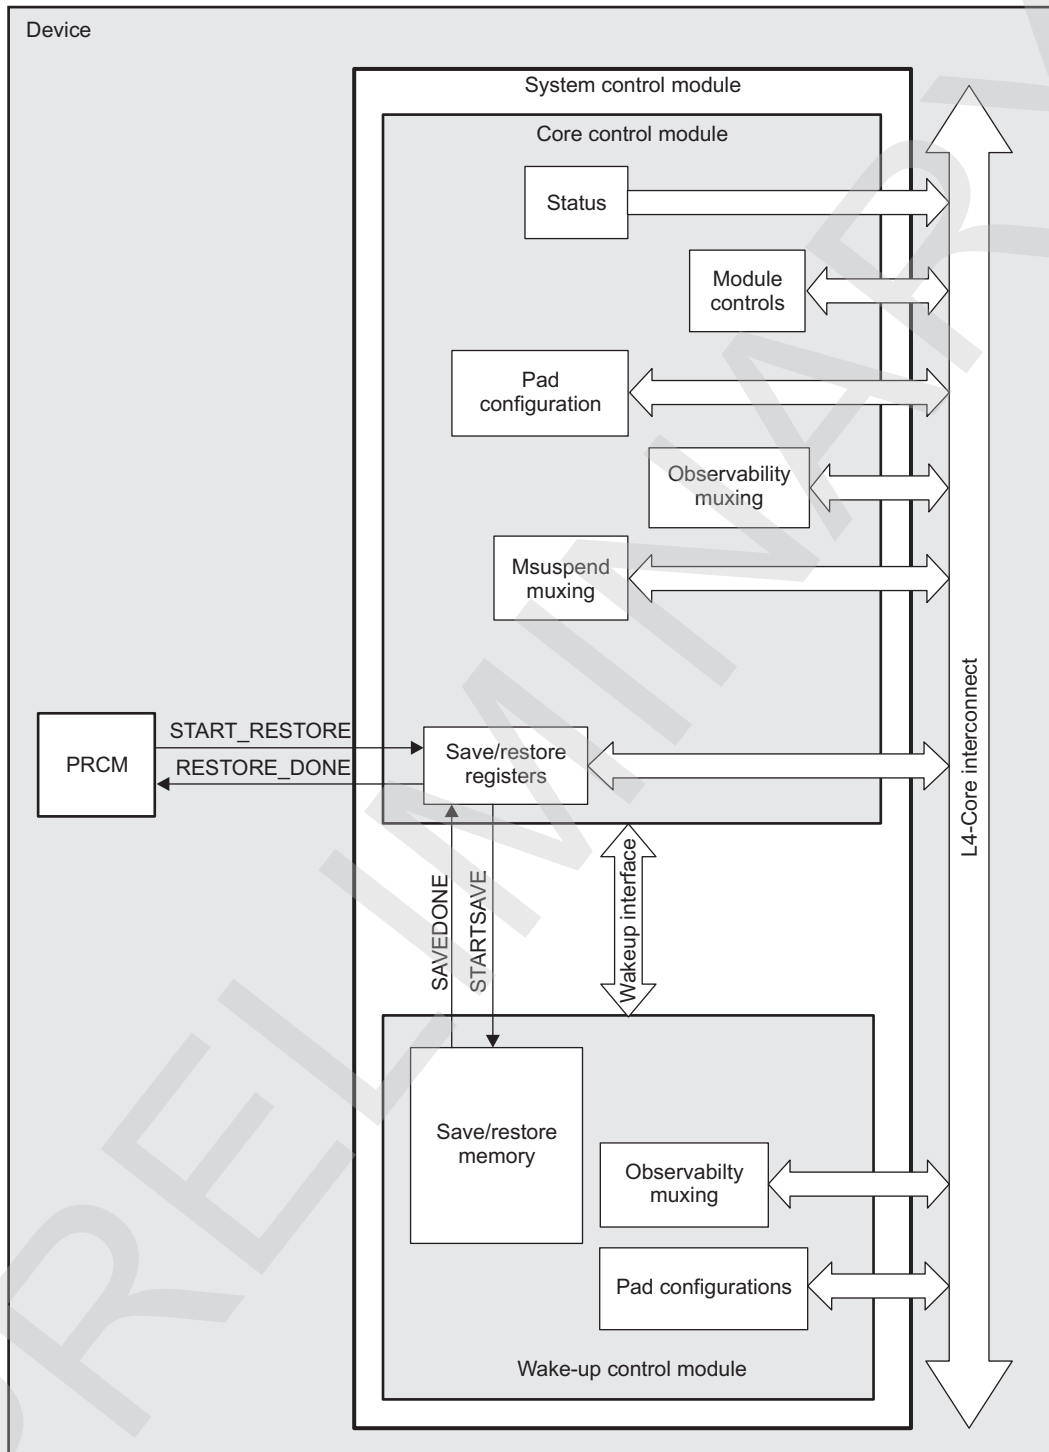 Device
System control module
Core control module
Status
Module
controls
Pad
configuration
Observability
muxing
Msuspend
muxing
PRCM
START_RESTORE
RESTORE_DONE
Save/restore
registers
L4-Core interconnect
SAVEDONE
STARTSAVE
Wakeup interface
Save/restore
memory
Observabilty
muxing
Pad configurations
Wake-up control module
PRELIMINARY